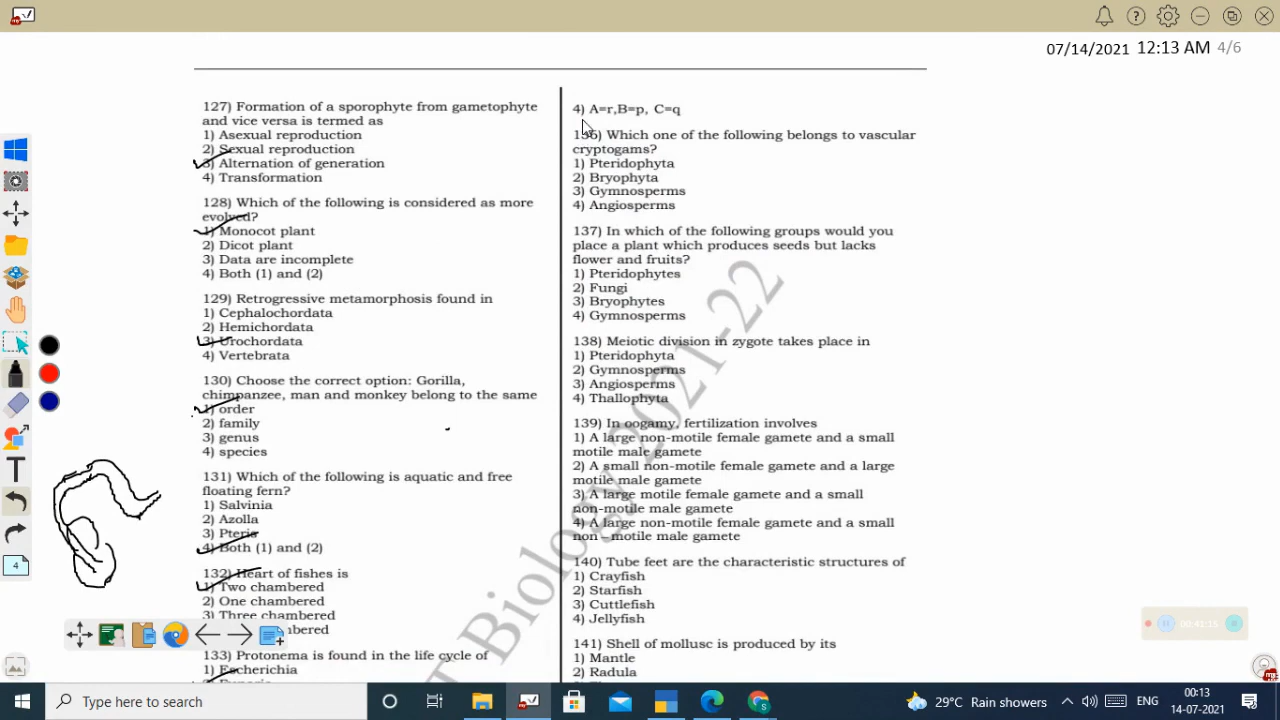 07/14/2021 12:13 AM 4/6
127) Formation of a sporophyte from gametophyte
and vice versa is termed as
1) Asexual reproduction
2) Sexual reproduction
3) Alternation of generation
4) Transformation
128) Which of the following is considered as more
evolved?
1) Monocot plant
2) Dicot plant
3) Data are incomplete
4) Both (1) and (2)
129) Retrogressive metamorphosis found in
1) Cephalochordata
2) Hemichordata
3) Urochordata
4) Vertebrata
130) Choose the correct option: Gorilla,
chimpanzee, man and monkey belong to the same
1) order
2) family
3) genus
4) species
131) Which of the following is aquatic and free
floating fern?
1) Salvinia
2) Azolla
3) Pteris
4) Both (1) and (2)
132) Heart of fishes is
1) Two chambered
2) One chambered
3) Three chambered
mbered
133) Protonema is found in the life cycle of
1) Escherichia
4) A=r,B=p, C=q
136) Which one of the following belongs to vascular
cryptogams?
1) Pteridophyta
2) Bryophyta
3) Gymnosperms
4) Angiosperms
137) In which of the following groups would you
place a plant which produces seeds but lacks
flower and fruits?
1) Pteridophytes
2) Fungi
3) Bryophytes
4) Gymnosperms
138) Meiotic division in zygote takes place in
1) Pteridophyta
2) Gymnosperms
3) Angiosperms
4) Thallophyta
139) In oogamy, fertilization involves
1) A large non-motile female gamete and a small
motile male gamete
2) A small non-motile female gamete and a large
motile male gamete
3) A large motile female gamete and a small
non-motile male gamete
4) A large non-motile female gamete and a small
non – motile male gamete
140) Tube feet are the characteristic structures of
1) Crayfish
2) Starfish
3) Cuttlefish
4) Jellyfish
141) Shell of mollusc is produced by its
1) Mantle
2) Radula
T Biology 2021-22
4
00:41:15
Type here to search
29°C Rain showers
ENG
00:13
14-07-2021